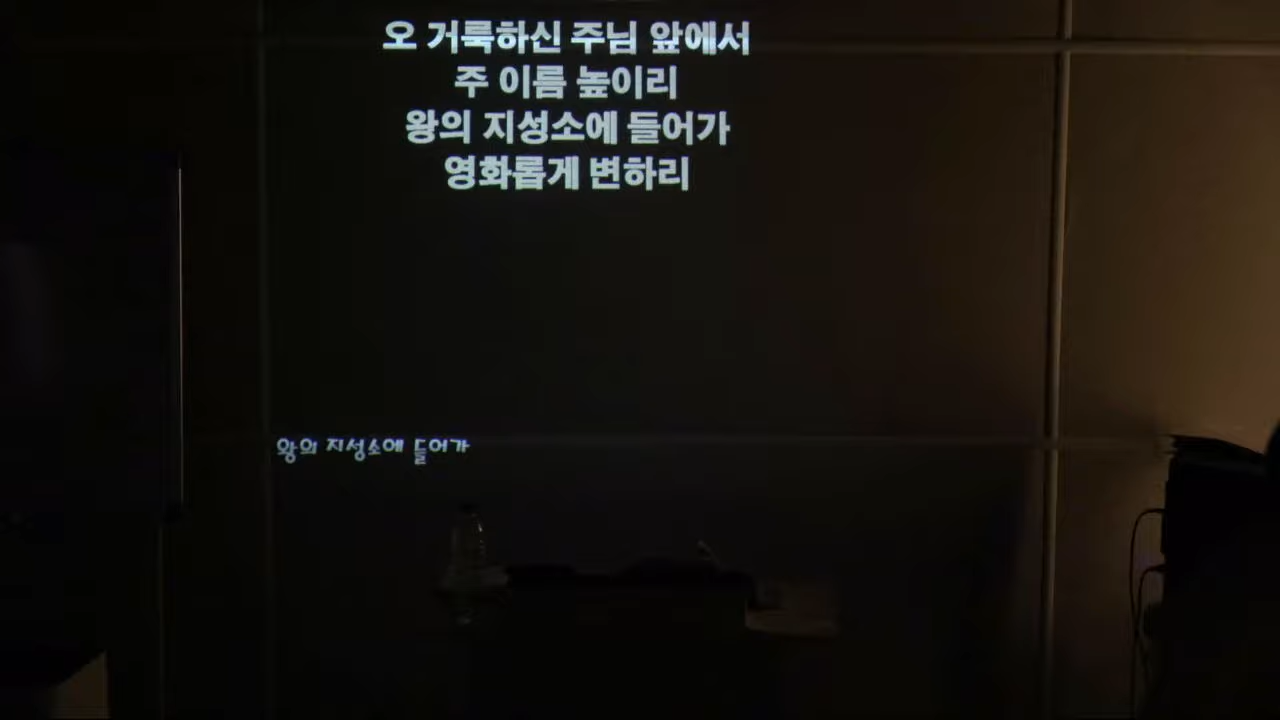 오 거룩하신 주님 앞에서
주 이름 높이리
왕의 지성소에 들어가
영화롭게 변하리
왕의 지성소에 들어가